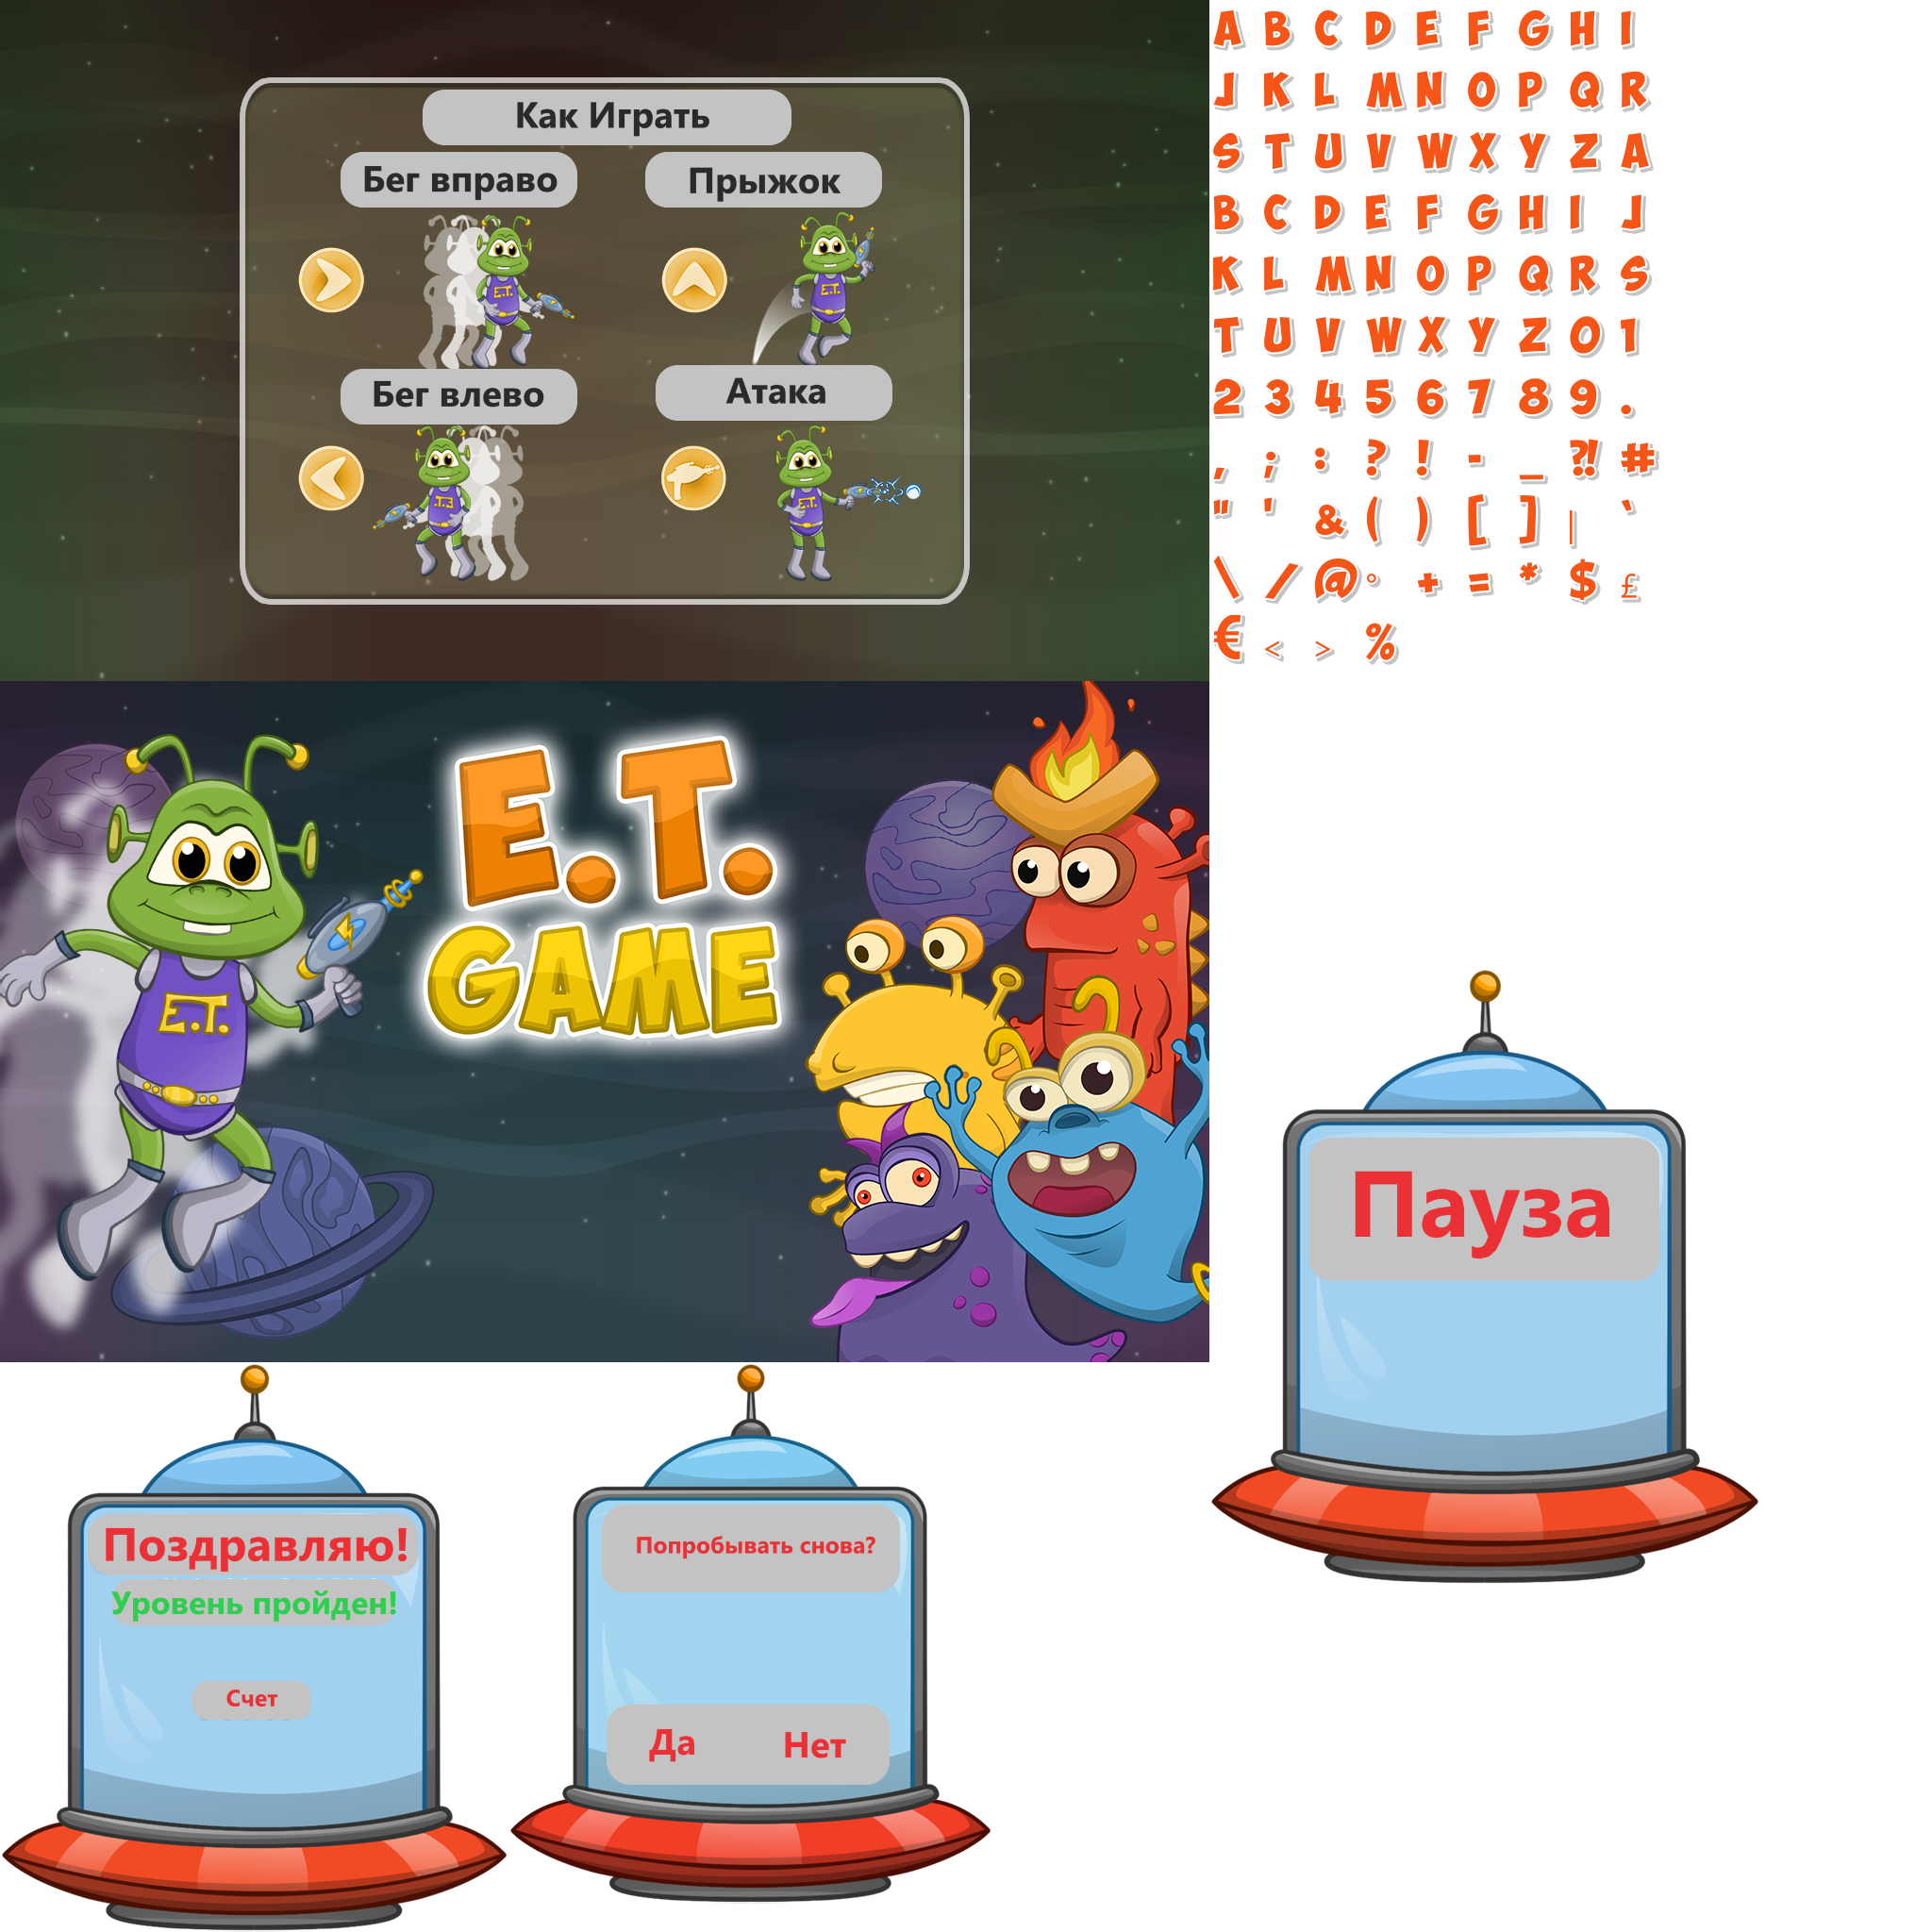 Как Играть
Бег вправо
Прыжок
E.T.
E.T.
Бег влево
Атака
E.T.
E.T.
A B C D E F G H I
J K L M N O P Q R
S T U V W X Y Z A
B C D E F G H I J
K L M N O P Q R S
T U V W X Y Z 0 1
2 3 4 5 6 7 8 9 .
, ; : ? ! - _ ⁈ #
" ' & ( ) [ ] | `
\ / @ ° + = * $ £
€ < > %
E.T.
GAME
E.T.
Пауза
Поздравляю!
Уровень пройден!
Счет
Попробывать снова?
Да Нет